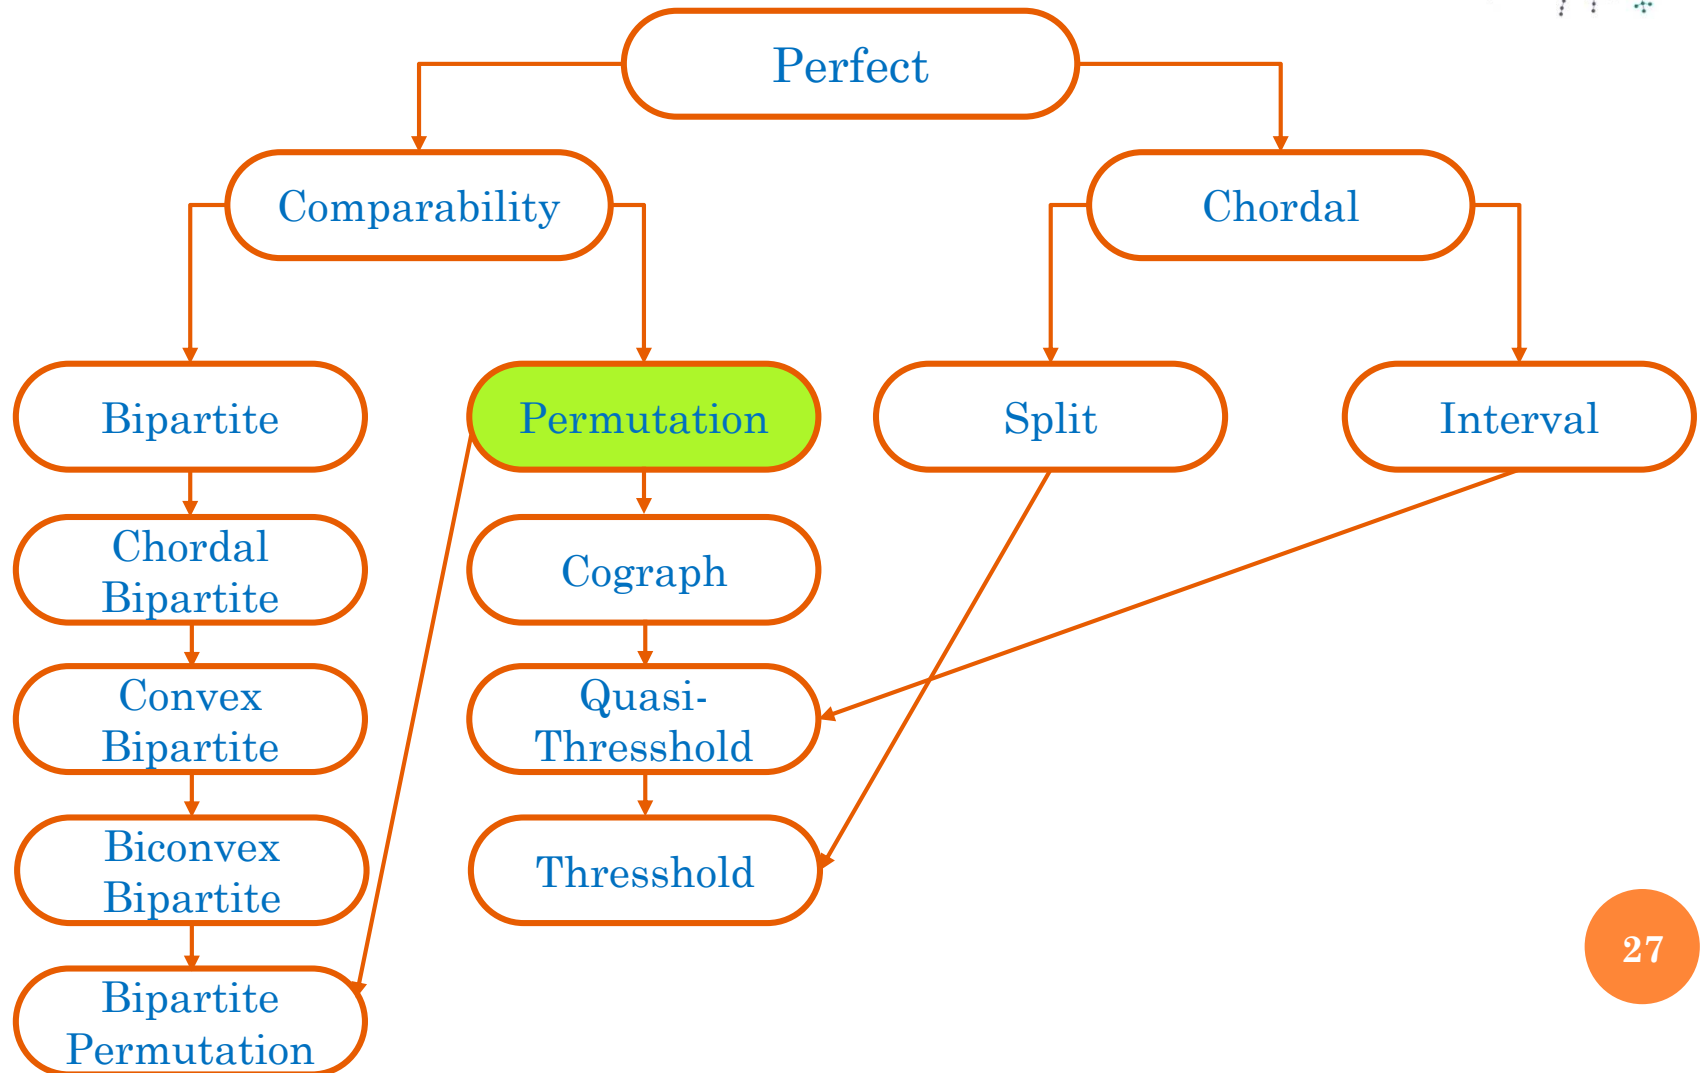 Perfect
Comparability
Chordal
Bipartite
Permutation
Split
Interval
Chordal
Bipartite
Cograph
Convex
Bipartite
Quasi-
Thresshold
Biconvex
Bipartite
Thresshold
27
Bipartite
Permutation